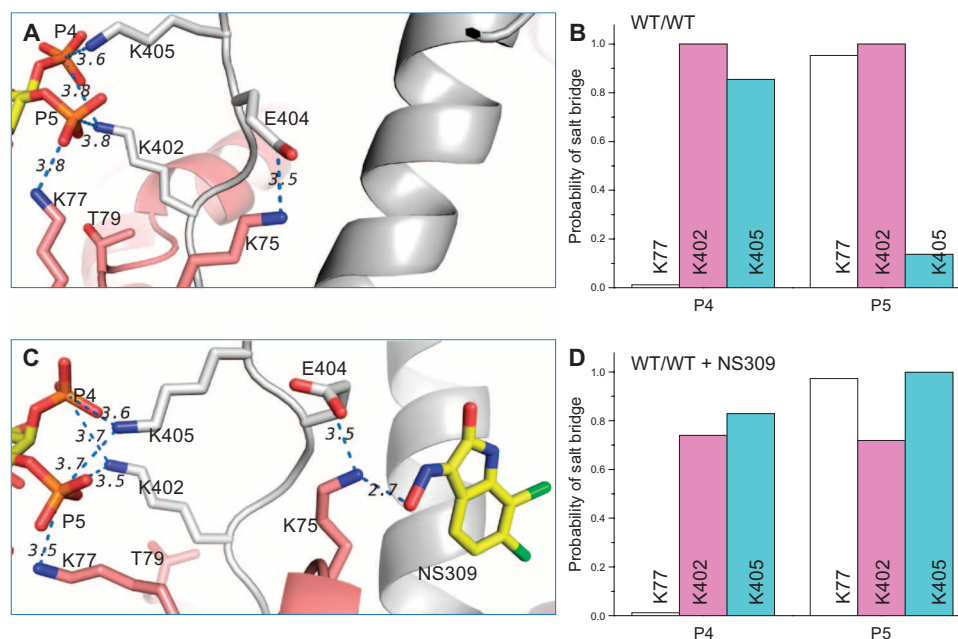 A
P4
K405
3.6
3.8
P5
3.8
E404
K402
3.8
3.5
K77
T79
K75
B
WT/WT
Probability of salt bridge
1.0
0.8
0.6
0.4
0.2
0.0
K77
K402
K405
K77
K402
K405
P4
P5
C
E404
P4
3.6
K405
3.7
3.5
3.7
3.5
K402
2.7
P5
K75
3.5
K77
T79
NS309
D
WT/WT + NS309
Probability of salt bridge
1.0
0.8
0.6
0.4
0.2
0.0
K77
K402
K405
K77
K402
K405
P4
P5